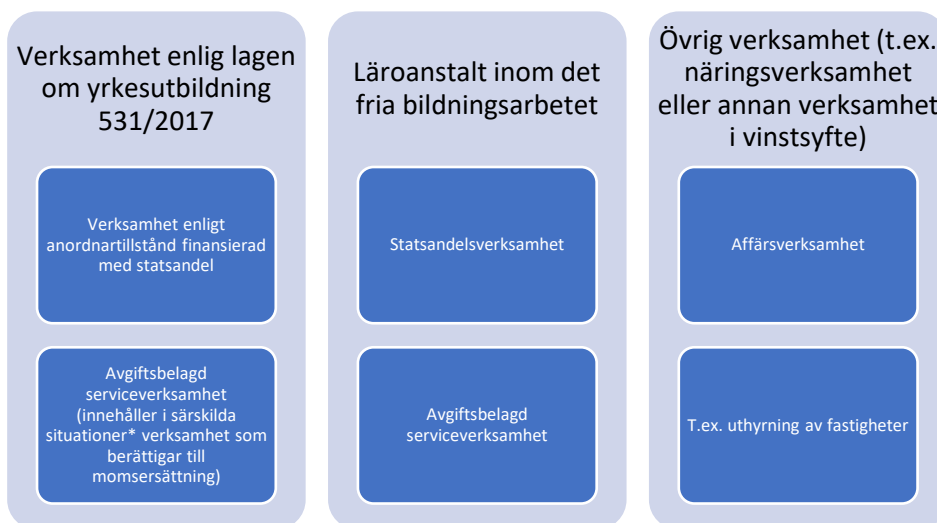 Verksamhet enlig lagen
om yrkesutbildning
531/2017
Verksamhet enligt
anordnartillstånd finansierad
med statsandel
Avgiftsbelagd
serviceverksamhet
(innehåller i särskilda
situationer* verksamhet som
berättigar till
momsersättning)
Läroanstalt inom det
fria bildningsarbetet
Statsandelsverksamhet
Avgiftsbelagd
serviceverksamhet
Övrig verksamhet (t.ex.
näringsverksamhet
eller annan verksamhet
i vinstsyfte)
Affärsverksamhet
T.ex. uthyrning av fastigheter